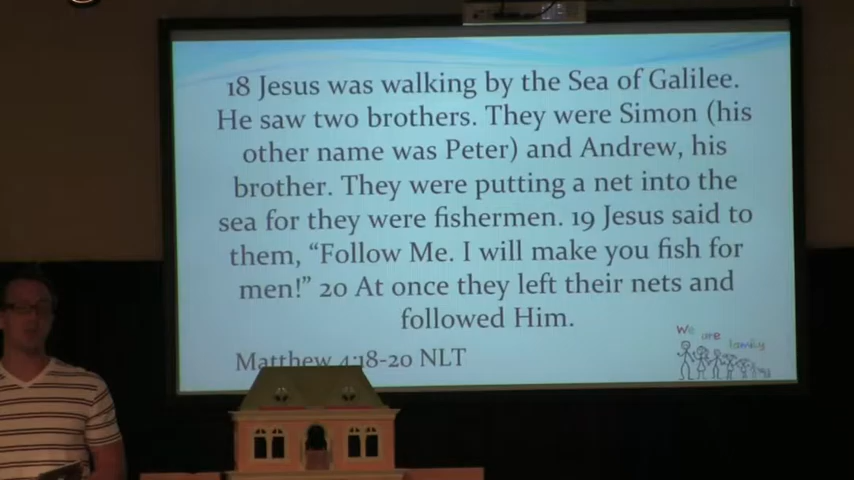 18 Jesus was walking by the Sea of Galilee.
He saw two brothers. They were Simon (his
other name was Peter) and Andrew, his
brother. They were putting a net into the
sea for they were fishermen. 19 Jesus said to
them, “Follow Me. I will make you fish for
men!” 20 At once they left their nets and
followed Him.
Matthew 4:18-20 NLT
We are family